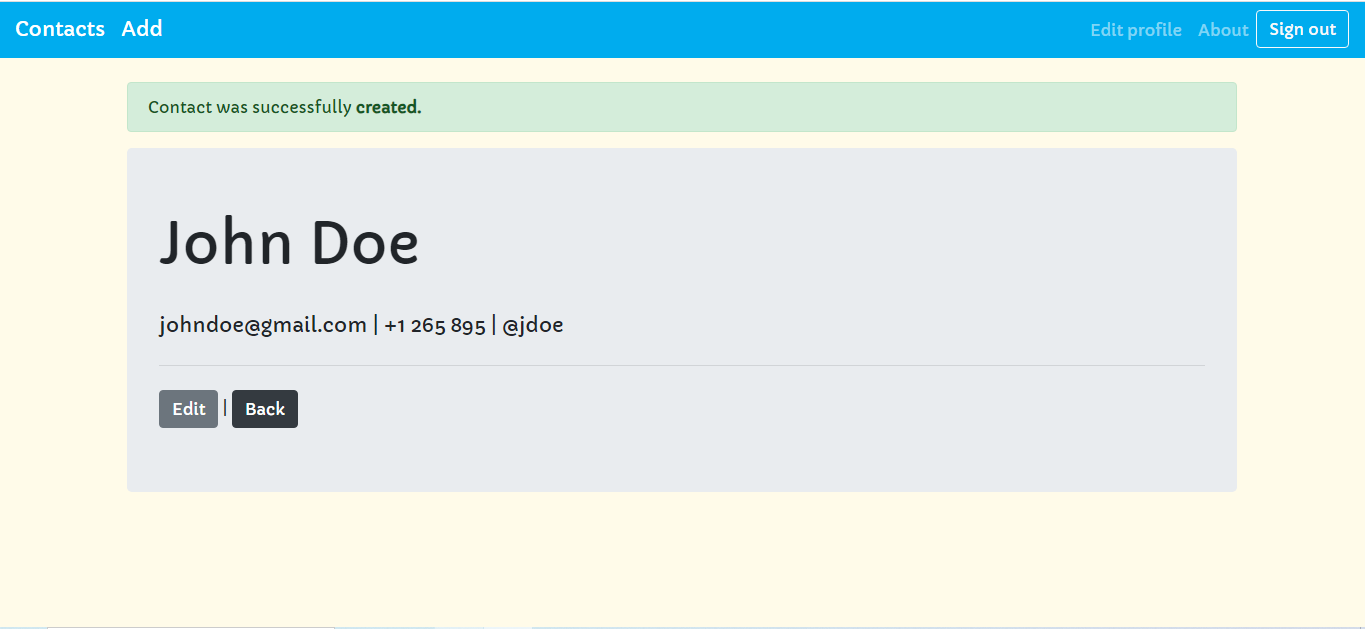 Contacts Add Edit profile About Sign out
Contact was successfully created.
John Doe
johndoe@gmail.com | +1 265 895 | @jdoe
Edit | Back